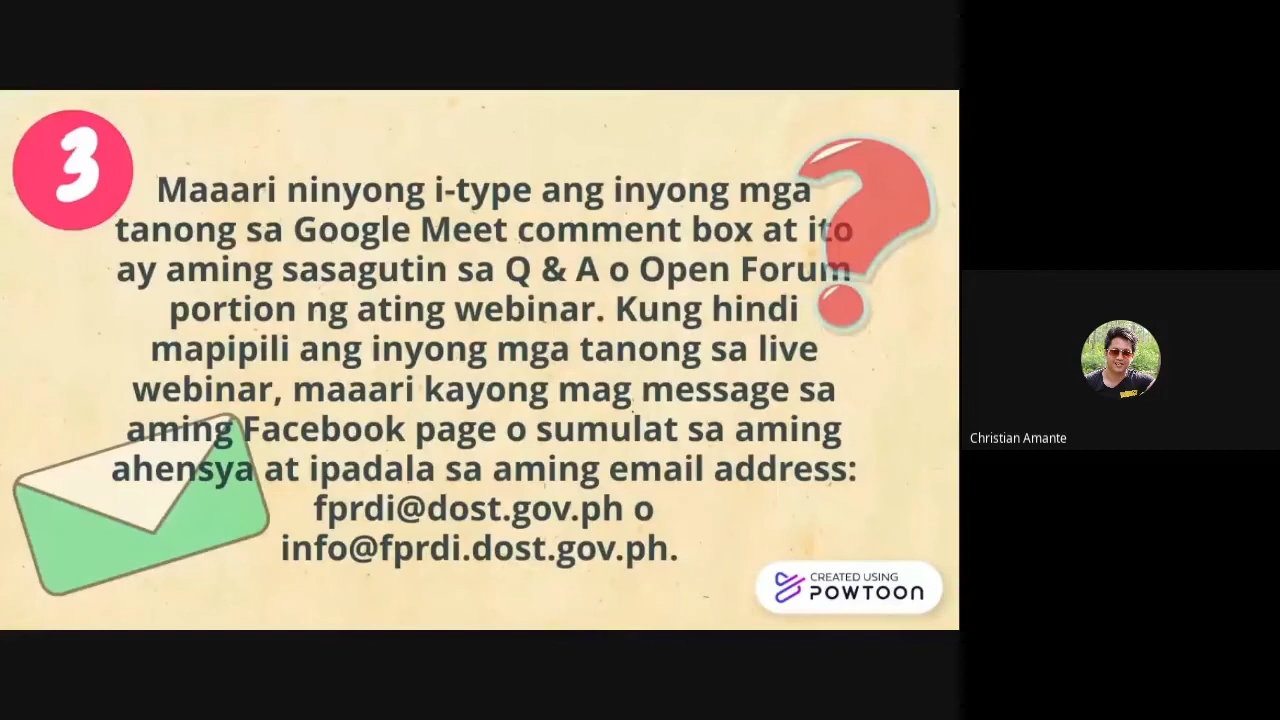 3
Maaari ninyong i-type ang inyong mga
tanong sa Google Meet comment box at ito
ay aming sasagutin sa Q & A o Open Forum
portion ng ating webinar. Kung hindi
mapipili ang inyong mga tanong sa live
webinar, maaari kayong mag message sa
aming Facebook page o sumulat sa aming
ahensya at ipadala sa aming email address:
fprdi@dost.gov.ph o
info@fprdi.dost.gov.ph.
CREATED USING
POWTOON
Christian Amante